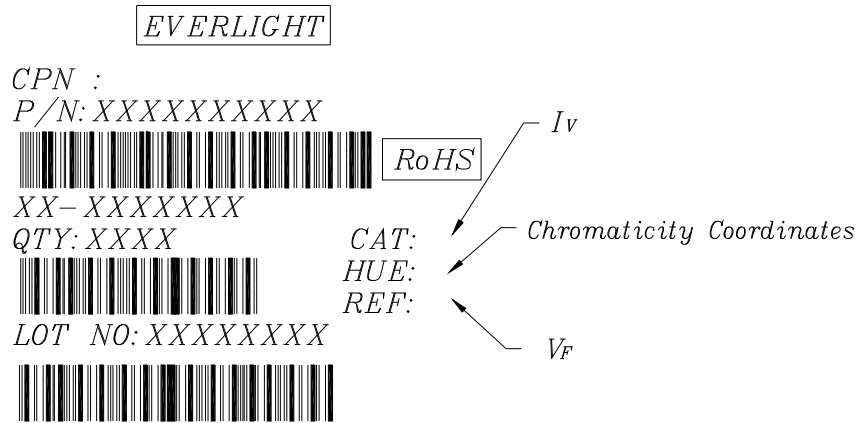 EVERLIGHT
CPN :
P/N: XXXXXXXXXX
RoHS
XX-XXXXXXX
QTY: XXXX
LOT NO: XXXXXXXX
CAT:
HUE:
REF:
Iv
Chromaticity Coordinates
VF